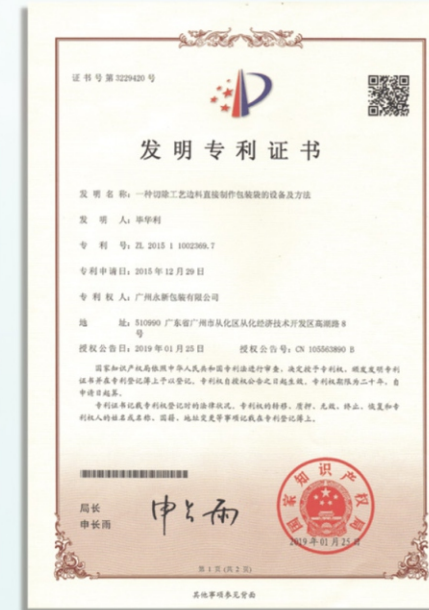 证书号第3229420号
发明专利证书
发 明 名 称：一种切除工艺边料直接制作包装袋的设备及方法
发 明 人：毕华利
专 利 号：ZL 2015 1 1002369.7
专利申请日：2015年12月29日
专 利 权 人：广州永新包装有限公司
地 址：510990 广东省广州市从化区从化经济技术开发区高湖路8
号
授权公告日：2019年01月25日 授权公告号：CN 105563890 B
国家知识产权局依照中华人民共和国专利法进行审查，决定授予专利权，颁发发明专利
证书并在专利登记簿上予以登记。专利权自授权公告之日起生效。专利权期限为二十年，自
申请日起算。
专利证书记载专利权登记时的法律状况。专利权的转移、质押、无效、终止、恢复和专
利权人的姓名或名称、国籍、地址变更等事项记载在专利登记簿上。
局长
申长雨
申长雨
国家知识产权局
2019年01月25日
第 1 页 (共 2 页)
其他事项参见背面